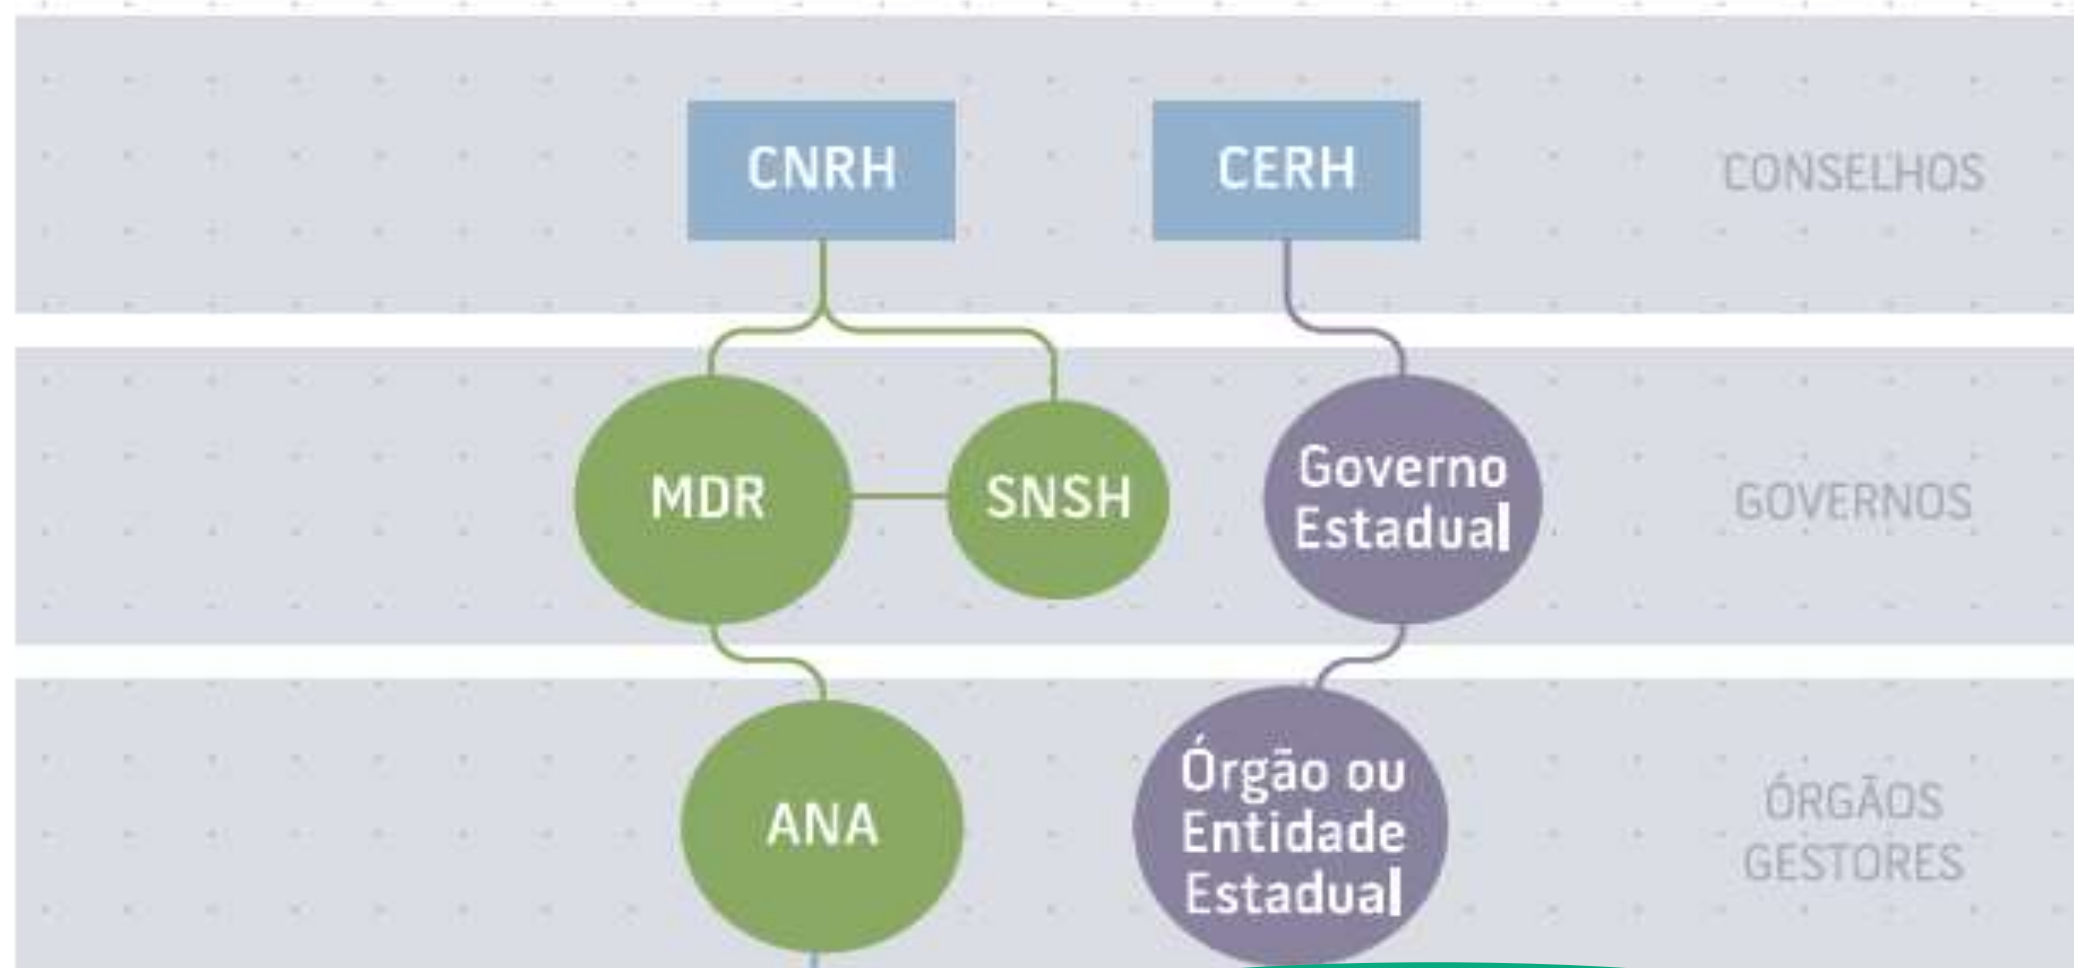 CNRH
CERH
CONSELHOS
MDR
SNSH
Governo
Estadual
GOVERNOS
ANA
Órgão ou
Entidade
Estadual
ÓRGÃOS
GESTORES